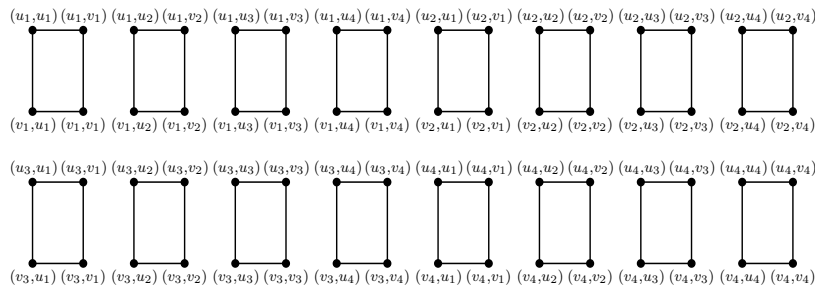 (u₁,u₁) (u₁,v₁) (u₁,u₂) (u₁,v₂) (u₁,u₃) (u₁,v₃) (u₁,u₄) (u₁,v₄) (u₂,u₁) (u₂,v₁) (u₂,u₂) (u₂,v₂) (u₂,u₃) (u₂,v₃) (u₂,u₄) (u₂,v₄)
(v₁,u₁) (v₁,v₁) (v₁,u₂) (v₁,v₂) (v₁,u₃) (v₁,v₃) (v₁,u₄) (v₁,v₄) (v₂,u₁) (v₂,v₁) (v₂,u₂) (v₂,v₂) (v₂,u₃) (v₂,v₃) (v₂,u₄) (v₂,v₄)
(u₃,u₁) (u₃,v₁) (u₃,u₂) (u₃,v₂) (u₃,u₃) (u₃,v₃) (u₃,u₄) (u₃,v₄) (u₄,u₁) (u₄,v₁) (u₄,u₂) (u₄,v₂) (u₄,u₃) (u₄,v₃) (u₄,u₄) (u₄,v₄)
(v₃,u₁) (v₃,v₁) (v₃,u₂) (v₃,v₂) (v₃,u₃) (v₃,v₃) (v₃,u₄) (v₃,v₄) (v₄,u₁) (v₄,v₁) (v₄,u₂) (v₄,v₂) (v₄,u₃) (v₄,v₃) (v₄,u₄) (v₄,v₄)